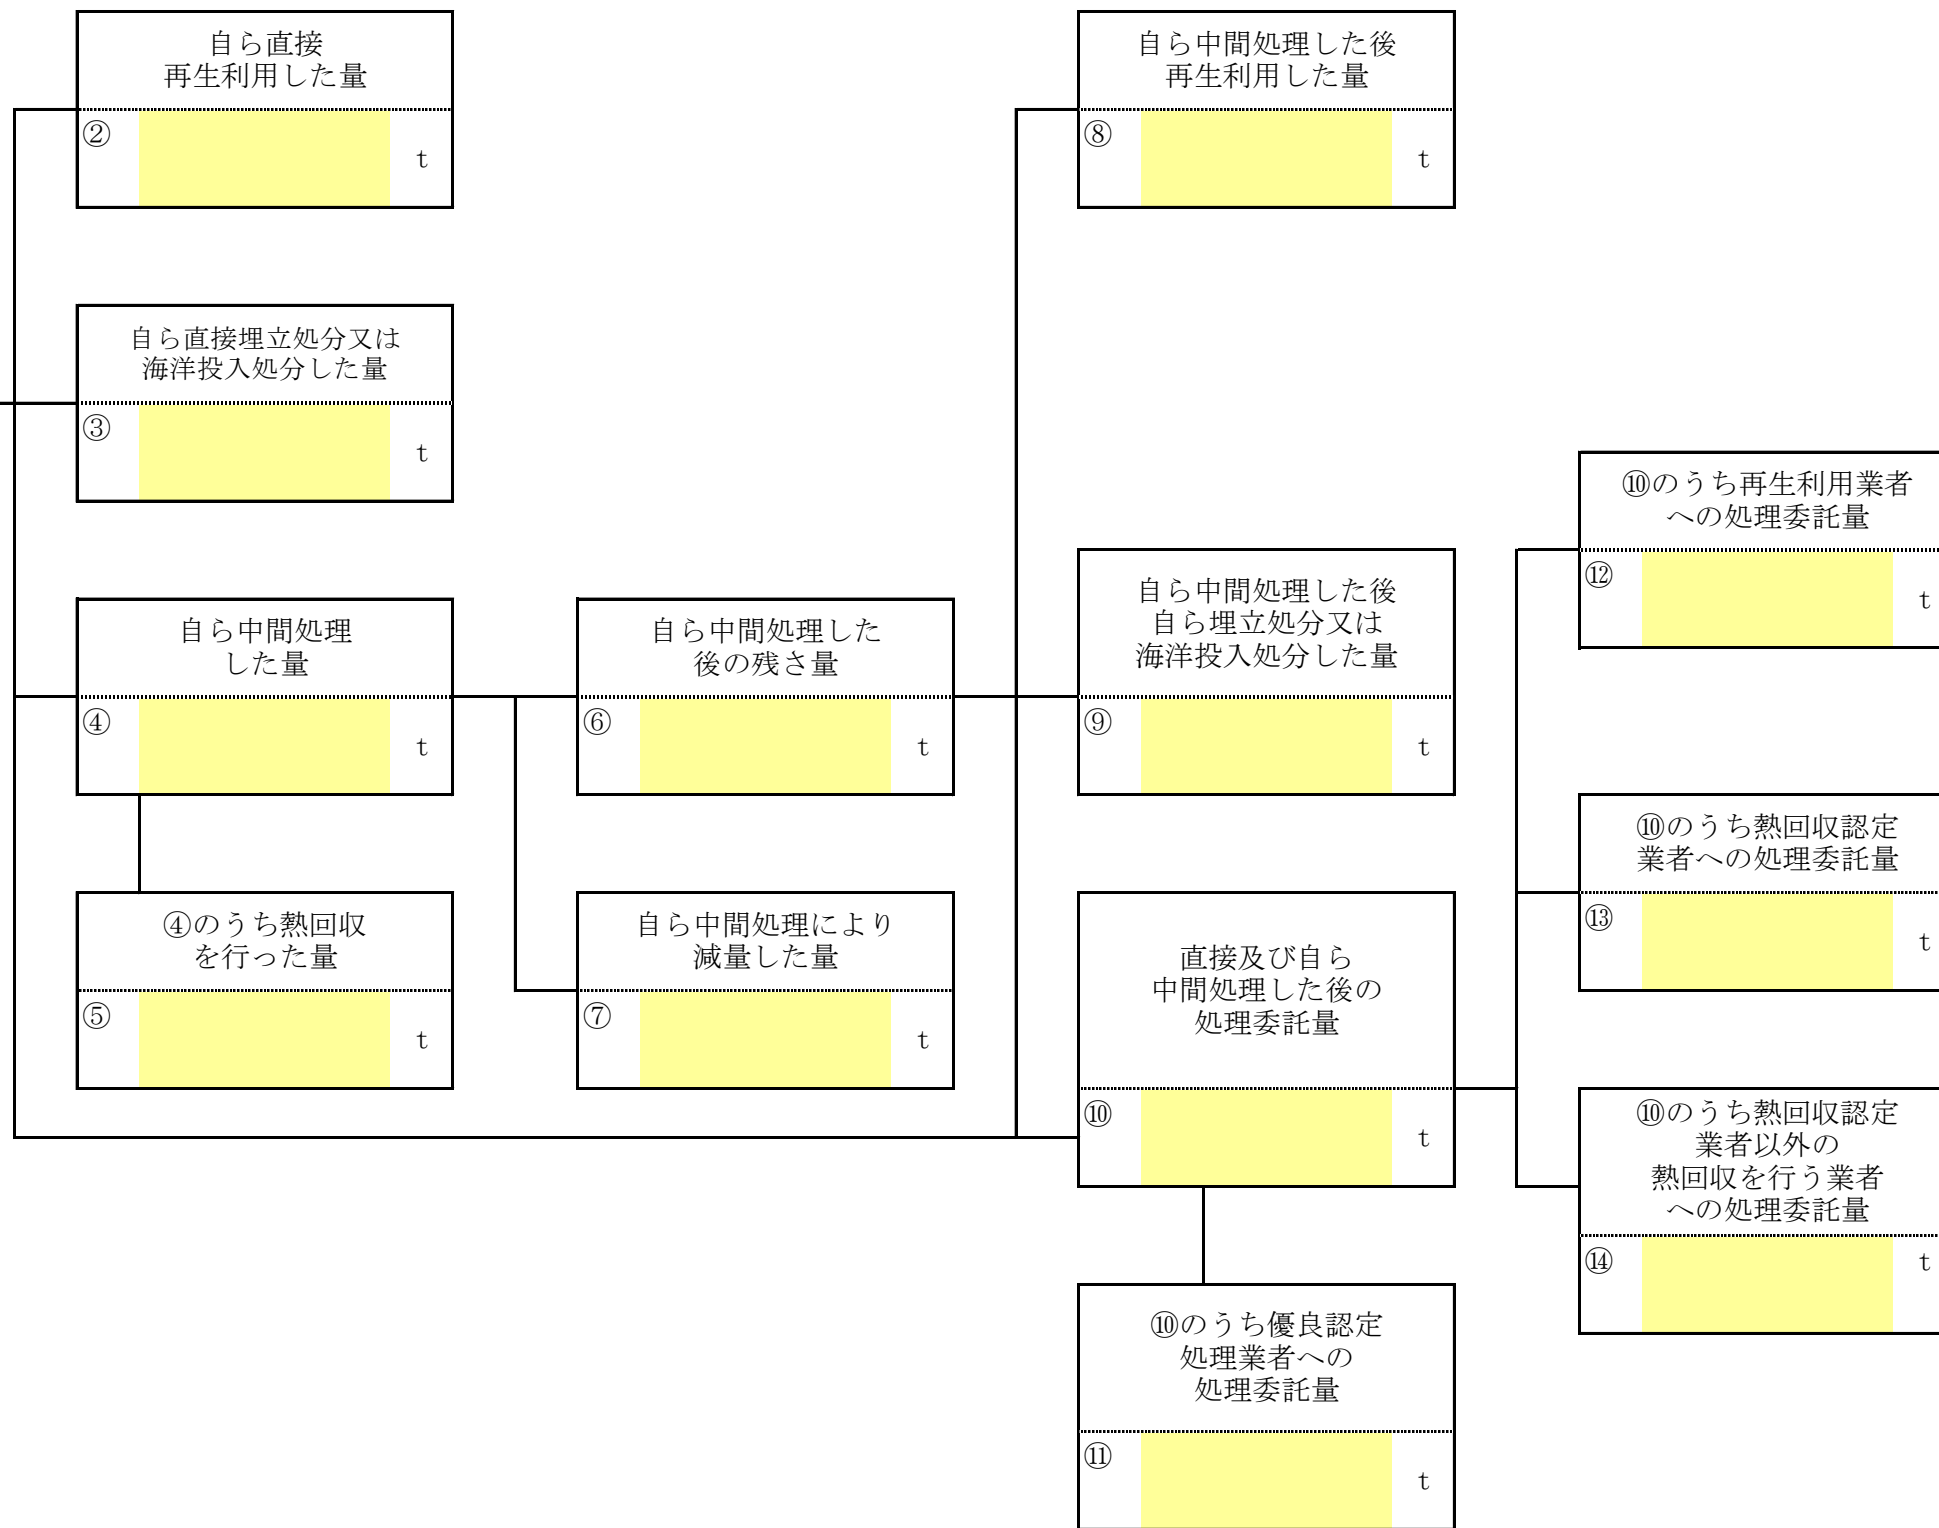 自ら直接
再生利用した量
②
t
自ら中間処理した後
再生利用した量
⑧
t
自ら直接埋立処分又は
海洋投入処分した量
③
t
⑩のうち再生利用業者
への処理委託量
⑫
t
自ら中間処理
した量
④
t
自ら中間処理した
後の残さ量
⑥
t
自ら中間処理した後
自ら埋立処分又は
海洋投入処分した量
⑨
t
⑩のうち熱回収認定
業者への処理委託量
⑬
t
④のうち熱回収
を行った量
⑤
t
自ら中間処理により
減量した量
⑦
t
直接及び自ら
中間処理した後の
処理委託量
⑩
t
⑩のうち熱回収認定
業者以外の
熱回収を行う業者
への処理委託量
⑭
t
⑩のうち優良認定
処理業者への
処理委託量
⑪
t